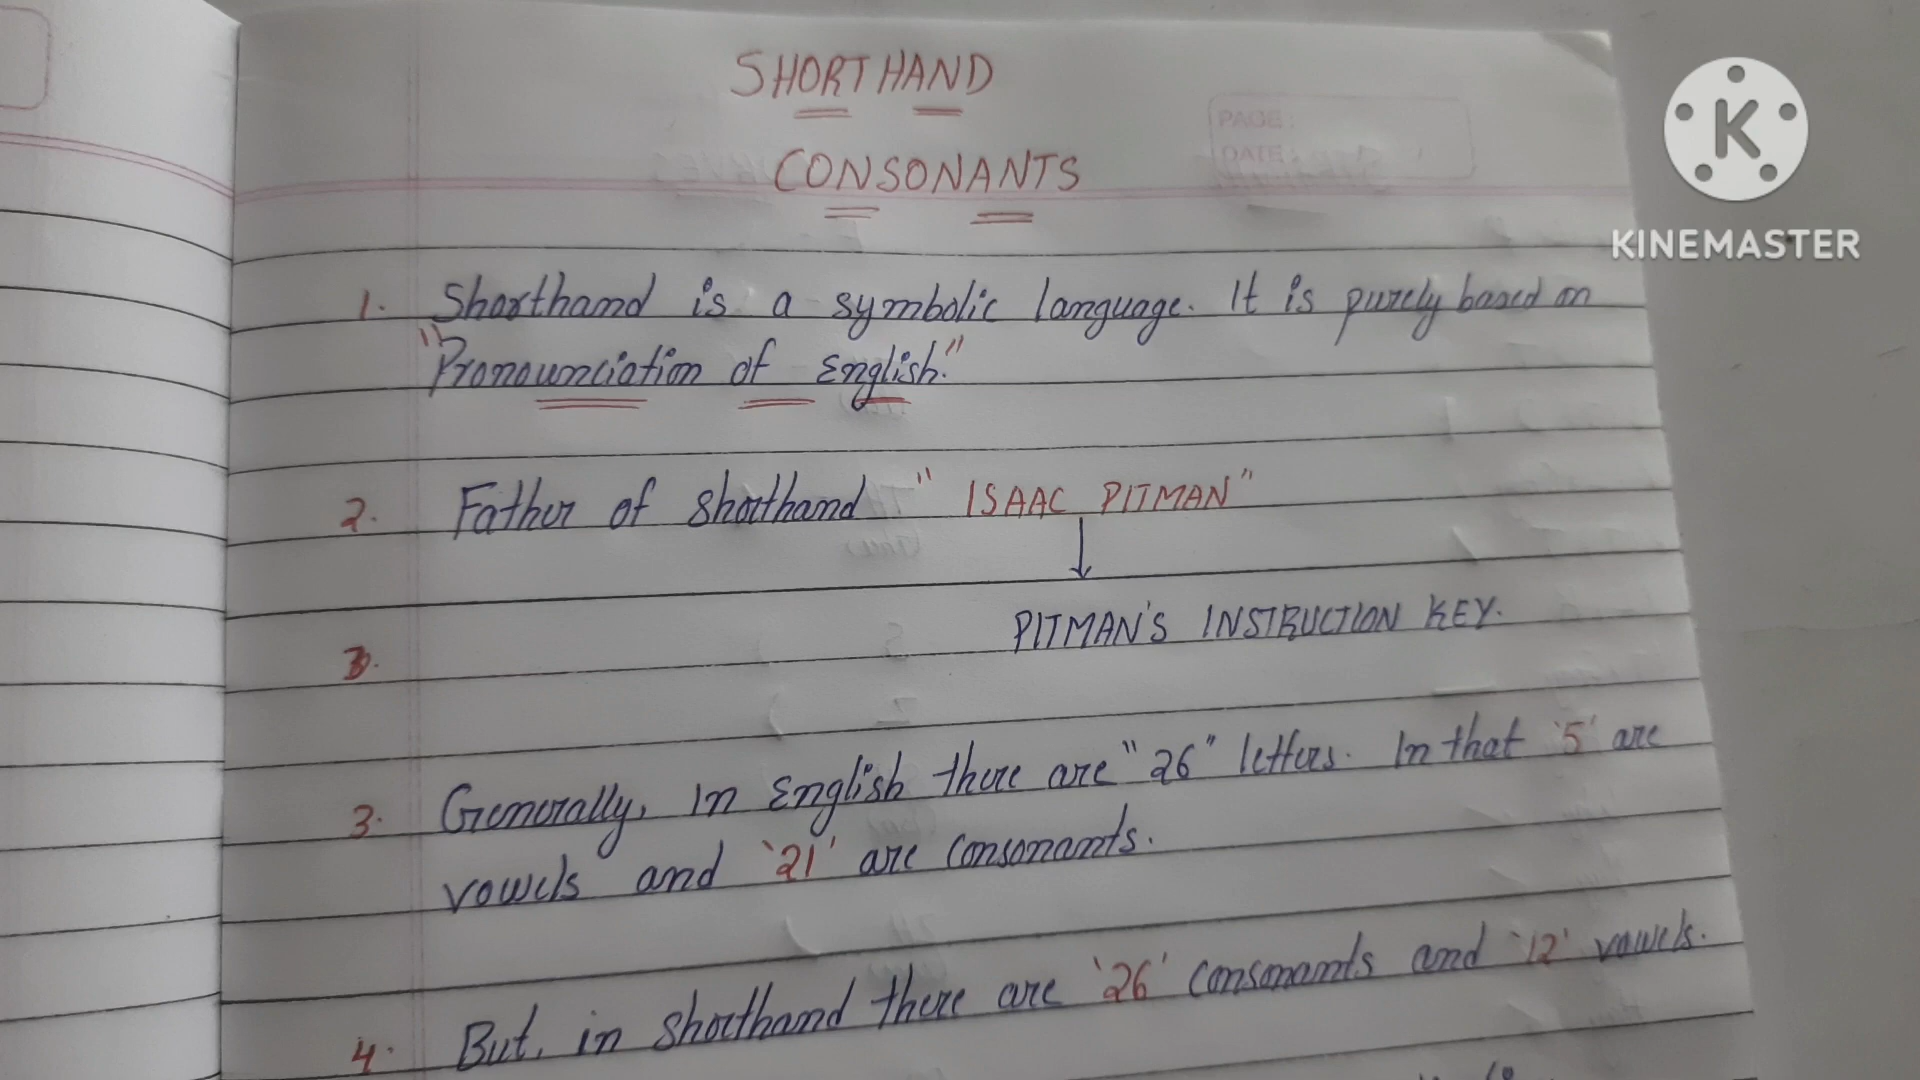 SHORTHAND
PAGE:
DATE:
CONSONANTS
K
KINEMASTER
1. Shorthand is a symbolic language. It is purely based on
"Pronounciation of English."
2. Father of shorthand "ISAAC PITMAN"
PITMAN'S INSTRUCTION KEY.
3.
3. Generally, in English there are "26" letters. In that '5' are
vowels and '21' are consonants.
4. But, in shorthand there are '26' consonants and '12' vowels.